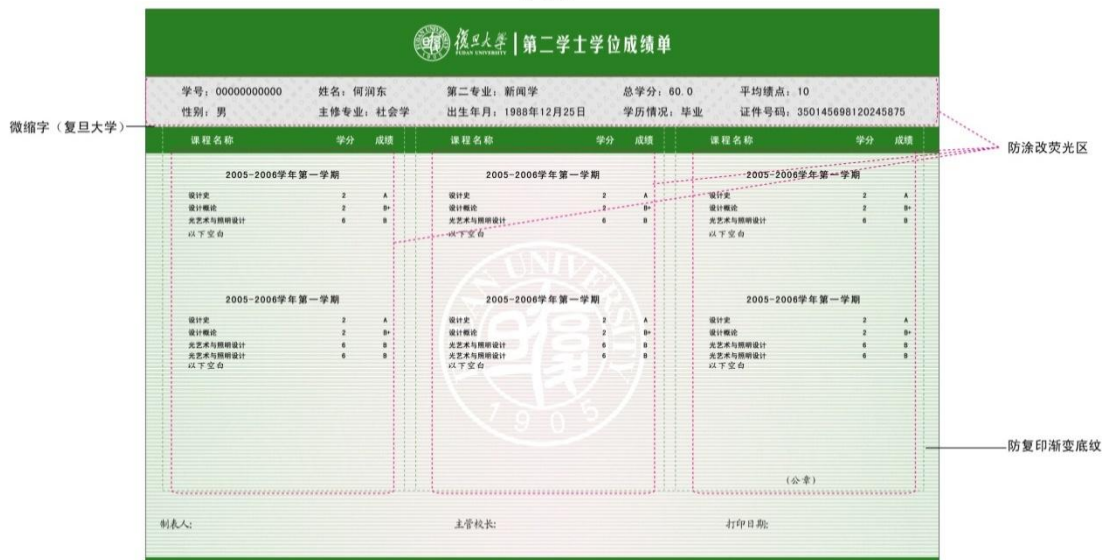 復旦大学 FUDAN UNIVERSITY 第二学士学位成绩单
学号: 00000000000 姓名: 何润东 第二专业: 新闻学 总学分: 60.0 平均绩点: 10
性别: 男 主修专业: 社会学 出生年月: 1988年12月25日 学历情况: 毕业 证件号码: 350145698120245875
微缩字（复旦大学）
课程名称 学分 成绩 课程名称 学分 成绩 课程名称 学分 成绩
防涂改荧光区
2005-2006学年第一学期 2005-2006学年第一学期 2005-2006学年第一学期
设计史 2 A 设计史 2 A 设计史 2 A
设计概论 2 B+ 设计概论 2 B+ 设计概论 2 B+
光艺术与照明设计 6 B 光艺术与照明设计 6 B 光艺术与照明设计 6 B
以下空白 以下空白 以下空白
2005-2006学年第一学期 2005-2006学年第一学期 2005-2006学年第一学期
设计史 2 A 设计史 2 A 设计史 2 A
设计概论 2 B+ 设计概论 2 B+ 设计概论 2 B+
光艺术与照明设计 6 B 光艺术与照明设计 6 B 光艺术与照明设计 6 B
光艺术与照明设计 6 B 光艺术与照明设计 6 B 光艺术与照明设计 6 B
以下空白 以下空白 以下空白
FUDAN UNIVERSITY
復旦
1905
防复印渐变底纹
(公章)
制表人: 主管校长: 打印日期: